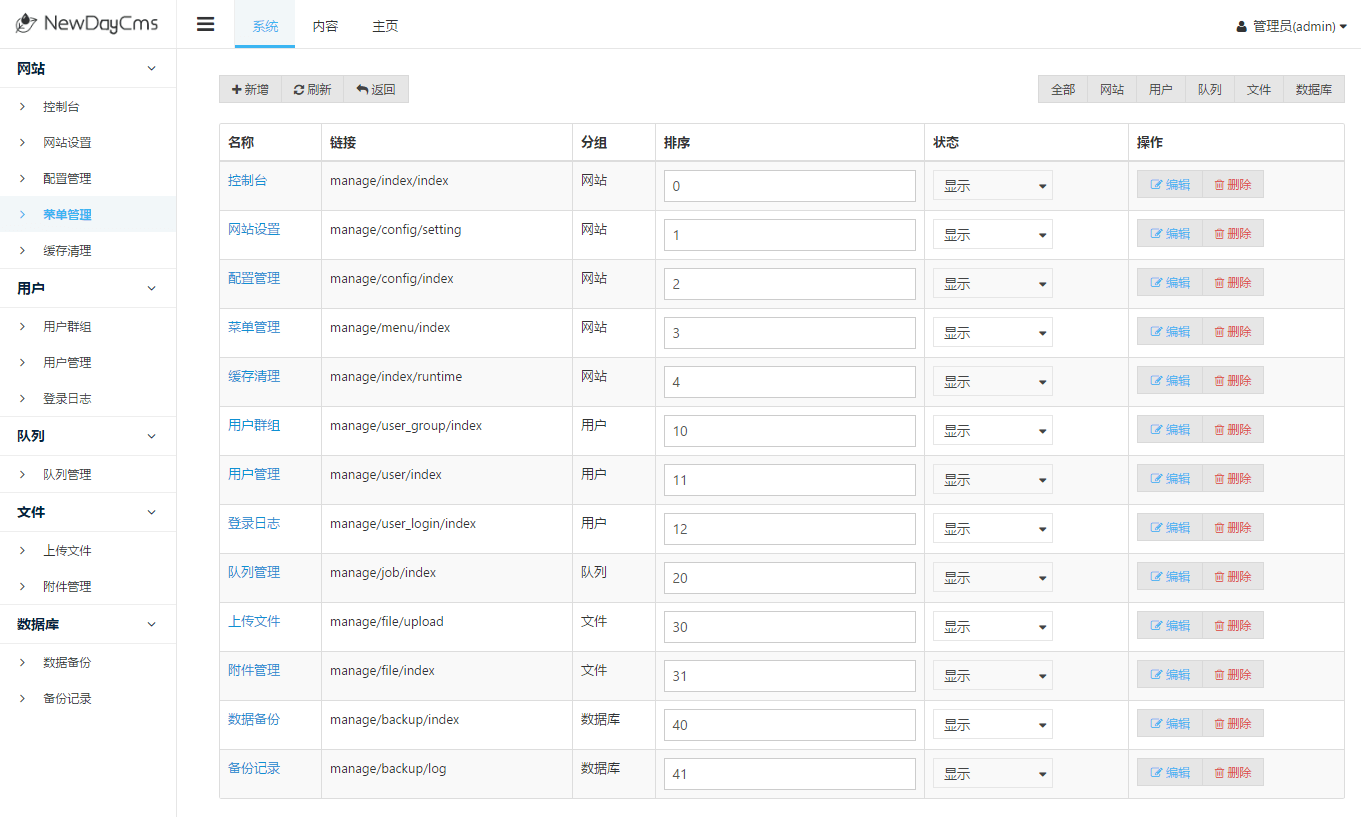 NewDayCms
系统 内容 主页
管理员(admin)
网站
控制台
网站设置
配置管理
菜单管理
缓存清理
用户
用户群组
用户管理
登录日志
队列
队列管理
文件
上传文件
附件管理
数据库
数据备份
备份记录
新增 刷新 返回
全部 网站 用户 队列 文件 数据库
名称 链接 分组 排序 状态 操作
控制台 manage/index/index 网站 0 显示 编辑 删除
网站设置 manage/config/setting 网站 1 显示 编辑 删除
配置管理 manage/config/index 网站 2 显示 编辑 删除
菜单管理 manage/menu/index 网站 3 显示 编辑 删除
缓存清理 manage/index/runtime 网站 4 显示 编辑 删除
用户群组 manage/user_group/index 用户 10 显示 编辑 删除
用户管理 manage/user/index 用户 11 显示 编辑 删除
登录日志 manage/user_login/index 用户 12 显示 编辑 删除
队列管理 manage/job/index 队列 20 显示 编辑 删除
上传文件 manage/file/upload 文件 30 显示 编辑 删除
附件管理 manage/file/index 文件 31 显示 编辑 删除
数据备份 manage/backup/index 数据库 40 显示 编辑 删除
备份记录 manage/backup/log 数据库 41 显示 编辑 删除